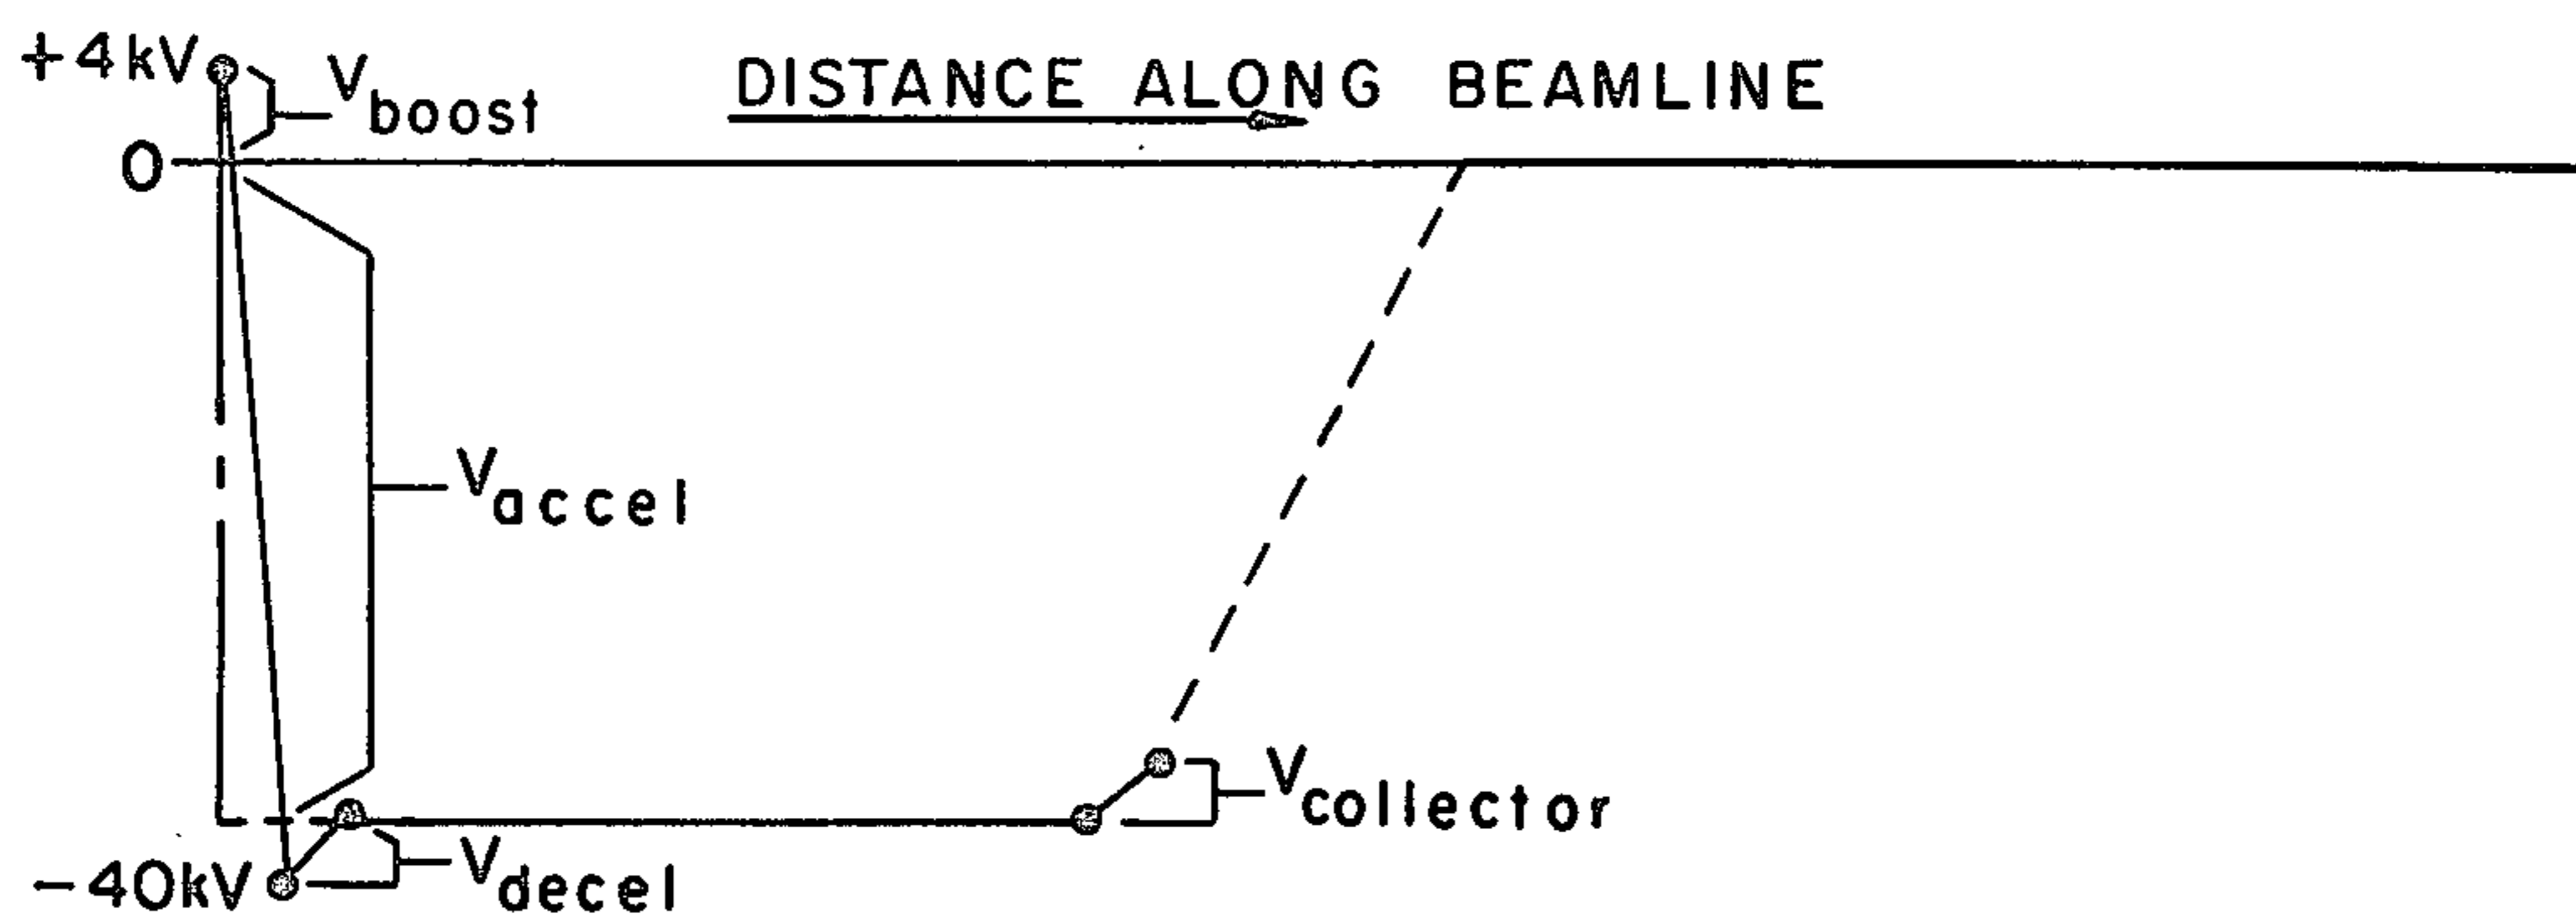 +4kV
V boost
DISTANCE ALONG BEAMLINE
0
V accel
V collector
V decel
-40kV